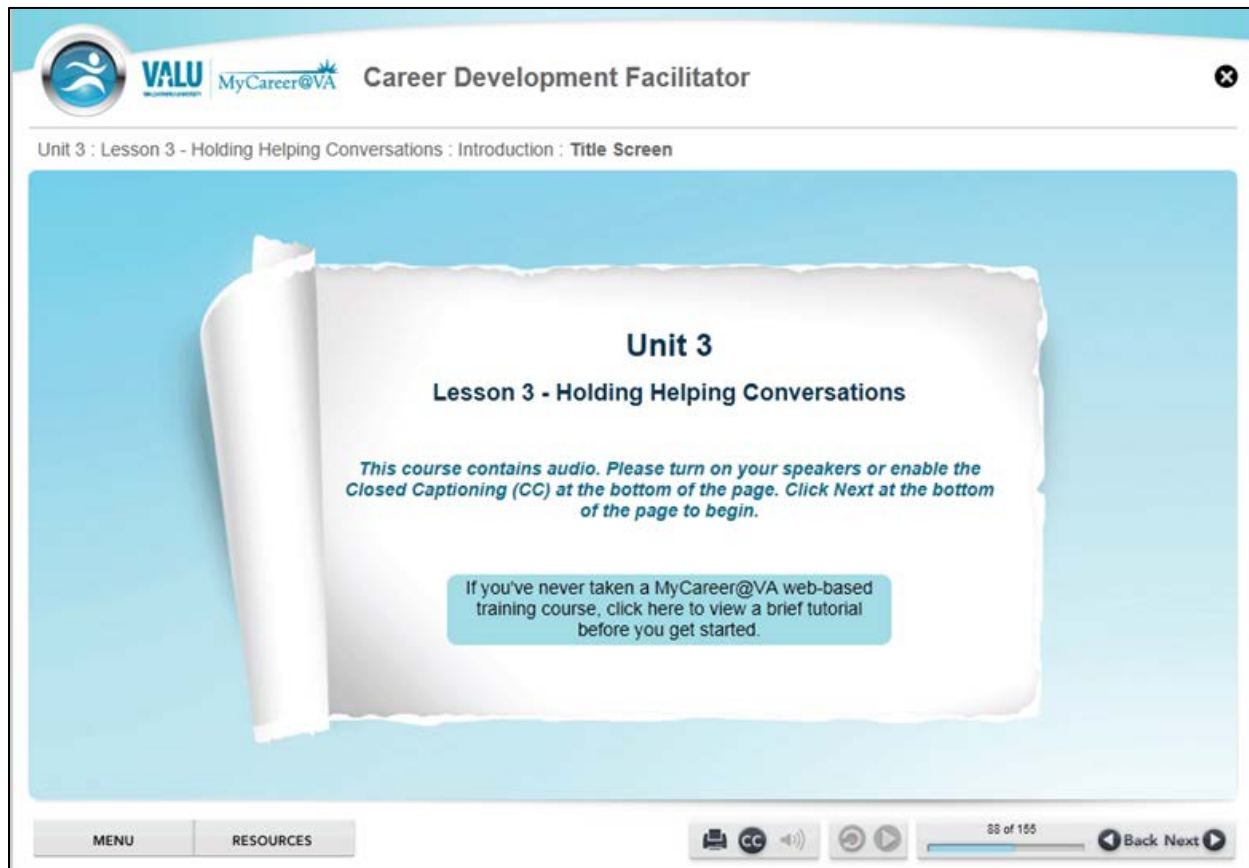 VALU
MyCareer@VA
Career Development Facilitator
Unit 3 : Lesson 3 - Holding Helping Conversations : Introduction : Title Screen
Unit 3
Lesson 3 - Holding Helping Conversations
This course contains audio. Please turn on your speakers or enable the
Closed Captioning (CC) at the bottom of the page. Click Next at the bottom
of the page to begin.
If you've never taken a MyCareer@VA web-based
training course, click here to view a brief tutorial
before you get started.
MENU
RESOURCES
CC
88 of 155
Back Next